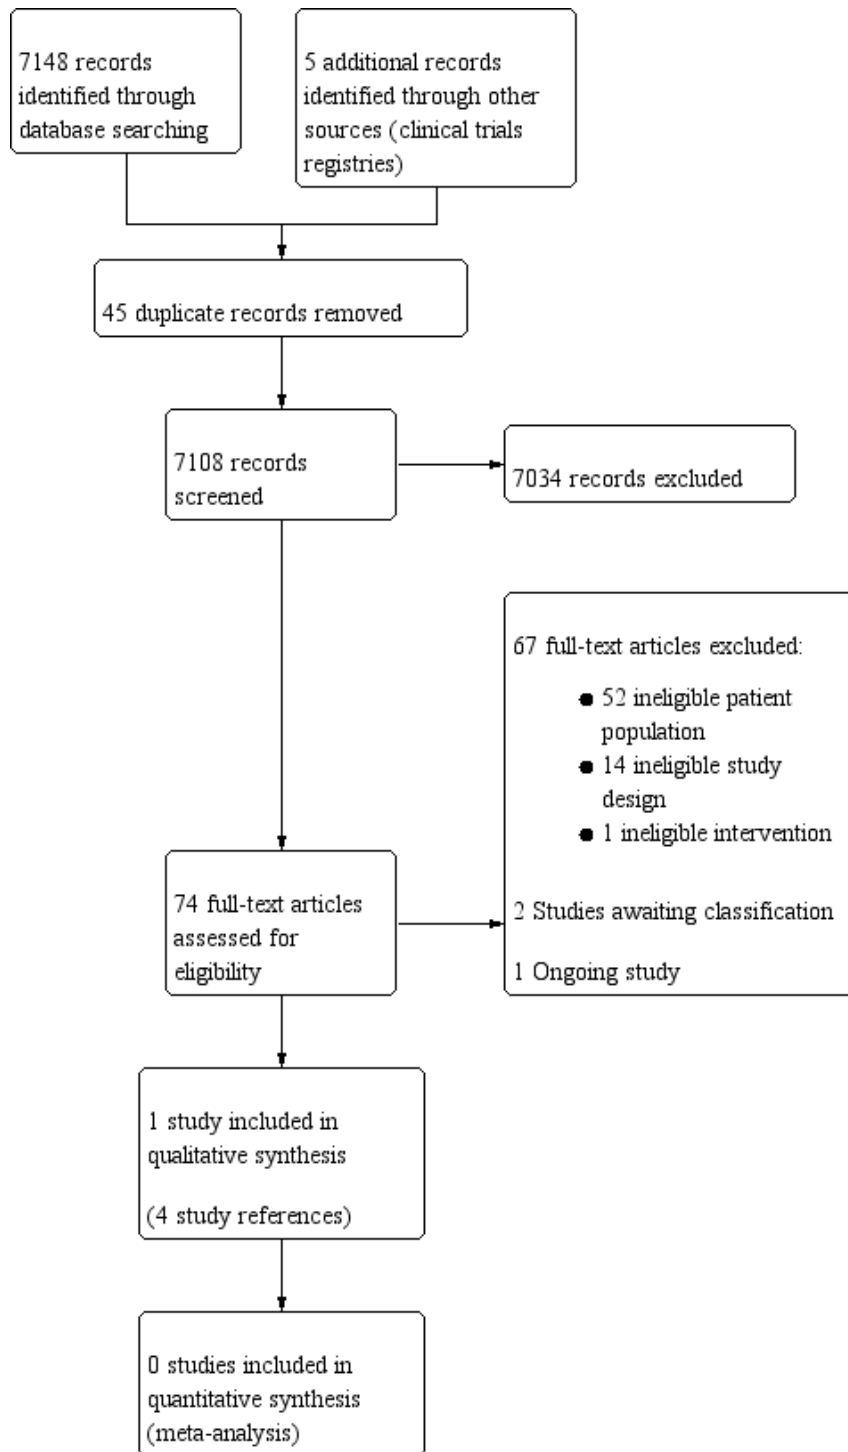 7148 records
identified through
database searching
5 additional records
identified through other
sources (clinical trials
registries)
45 duplicate records removed
7108 records
screened
7034 records excluded
67 full-text articles excluded:
● 52 ineligible patient
population
● 14 ineligible study
design
● 1 ineligible intervention
2 Studies awaiting classification
1 Ongoing study
74 full-text articles
assessed for
eligibility
1 study included in
qualitative synthesis
(4 study references)
0 studies included in
quantitative synthesis
(meta-analysis)